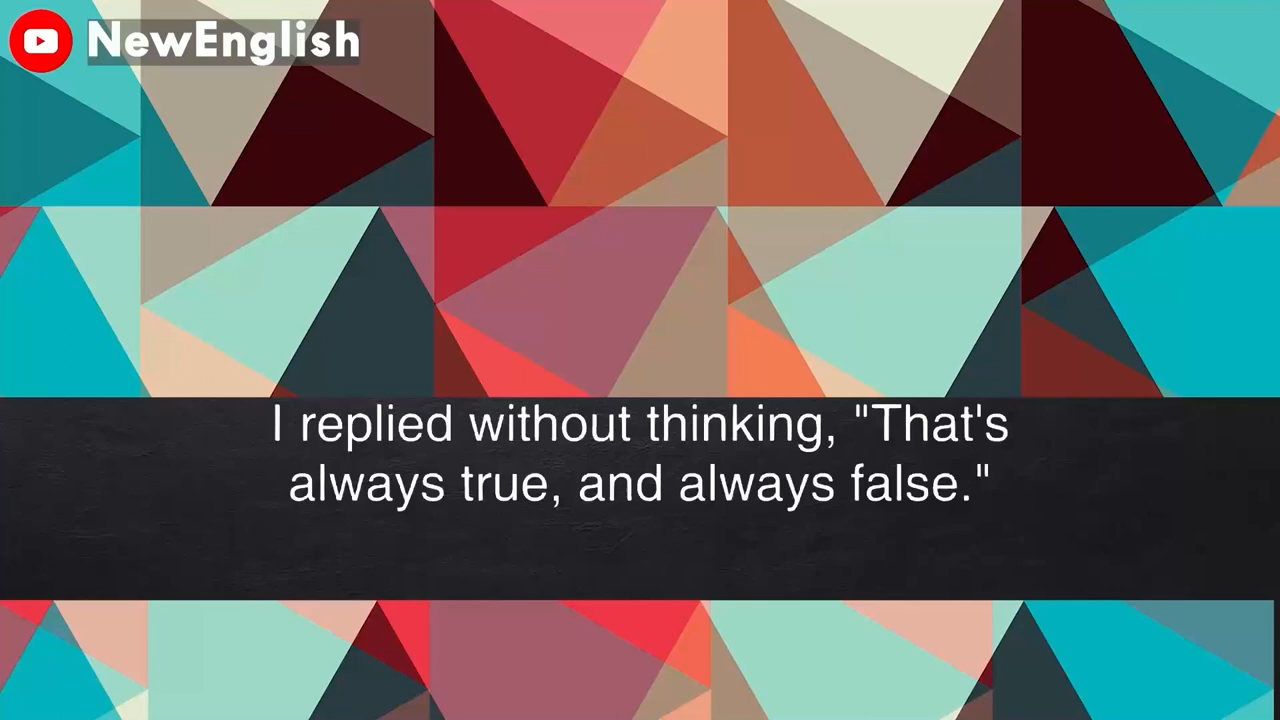 NewEnglish
I replied without thinking, "That's
always true, and always false."